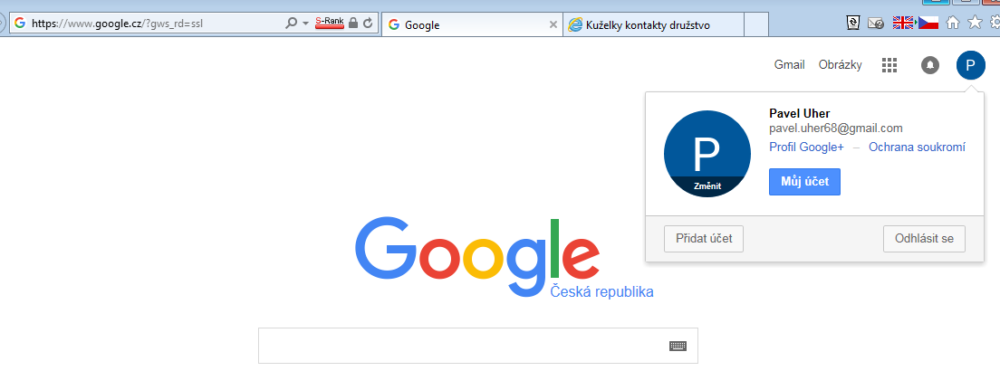 https://www.google.cz/?gws_rd=ssl
S-Rank
Google
Kuželky kontakty družstvo
Gmail
Obrázky
P
Pavel Uher
pavel.uher68@gmail.com
Profil Google+ – Ochrana soukromí
P
Změnit
Můj účet
Přidat účet
Odhlásit se
Google
Česká republika